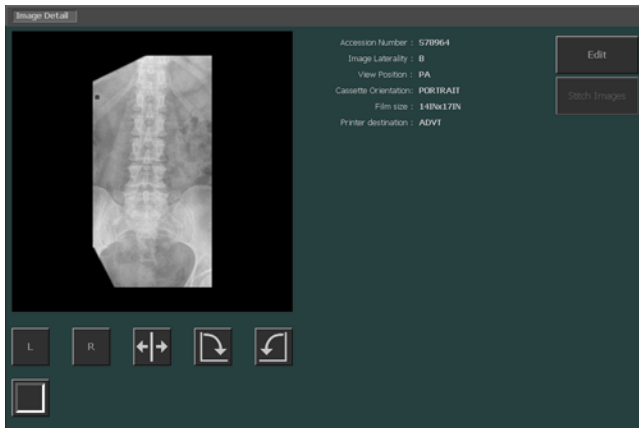 Image Detail
Accession Number : S78964
Image Laterality : B
View Position : PA
Cassette Orientation: PORTRAIT
Film size : 14INx17IN
Printer destination : ADVT
Edit
Stitch Images
L
R